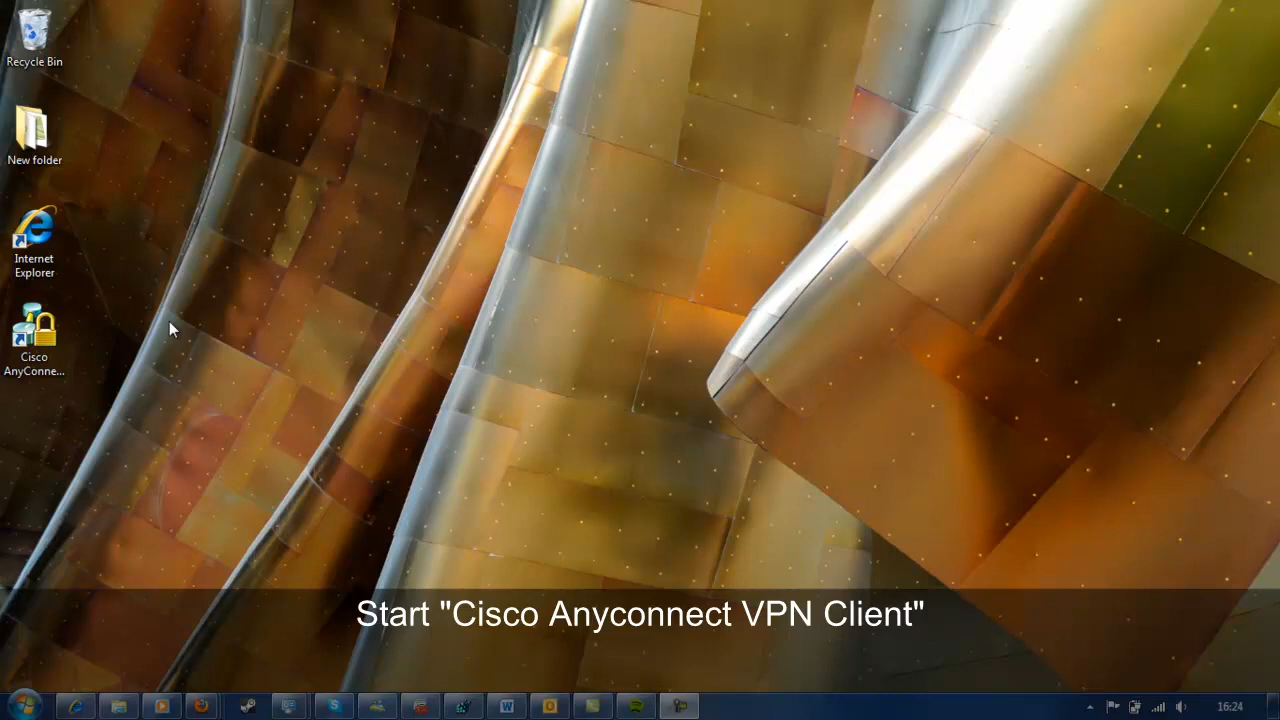 Recycle Bin
New folder
Internet
Explorer
Cisco
AnyConne...
Start "Cisco Anyconnect VPN Client"
16:24